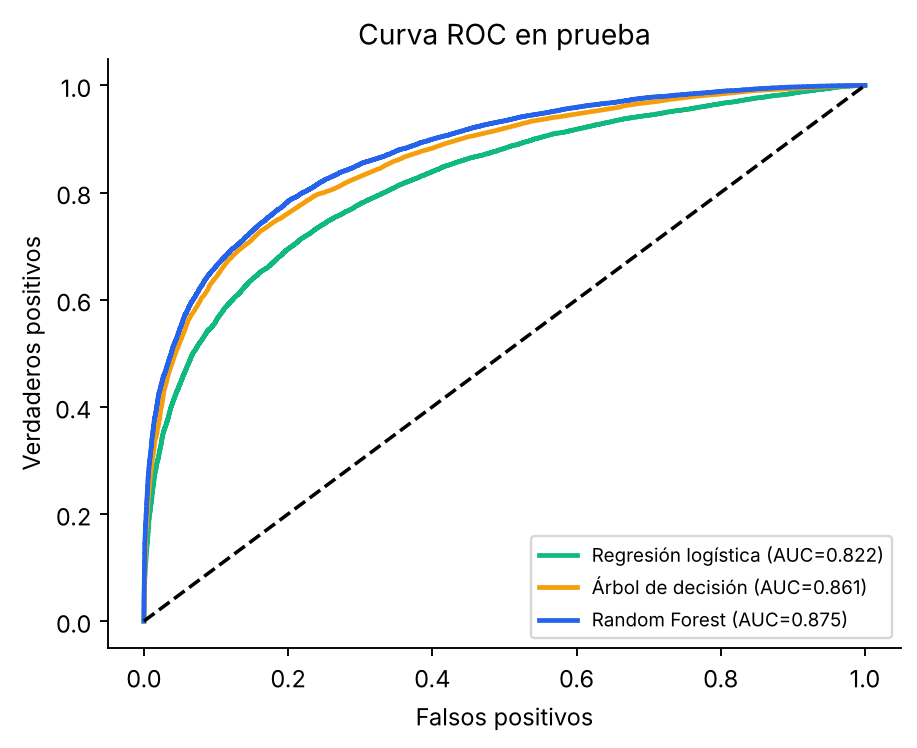 Curva ROC en prueba
Verdaderos positivos
1.0
0.8
0.6
0.4
0.2
0.0
Regresión logística (AUC=0.822)
Árbol de decisión (AUC=0.861)
Random Forest (AUC=0.875)
0.0 0.2 0.4 0.6 0.8 1.0
Falsos positivos